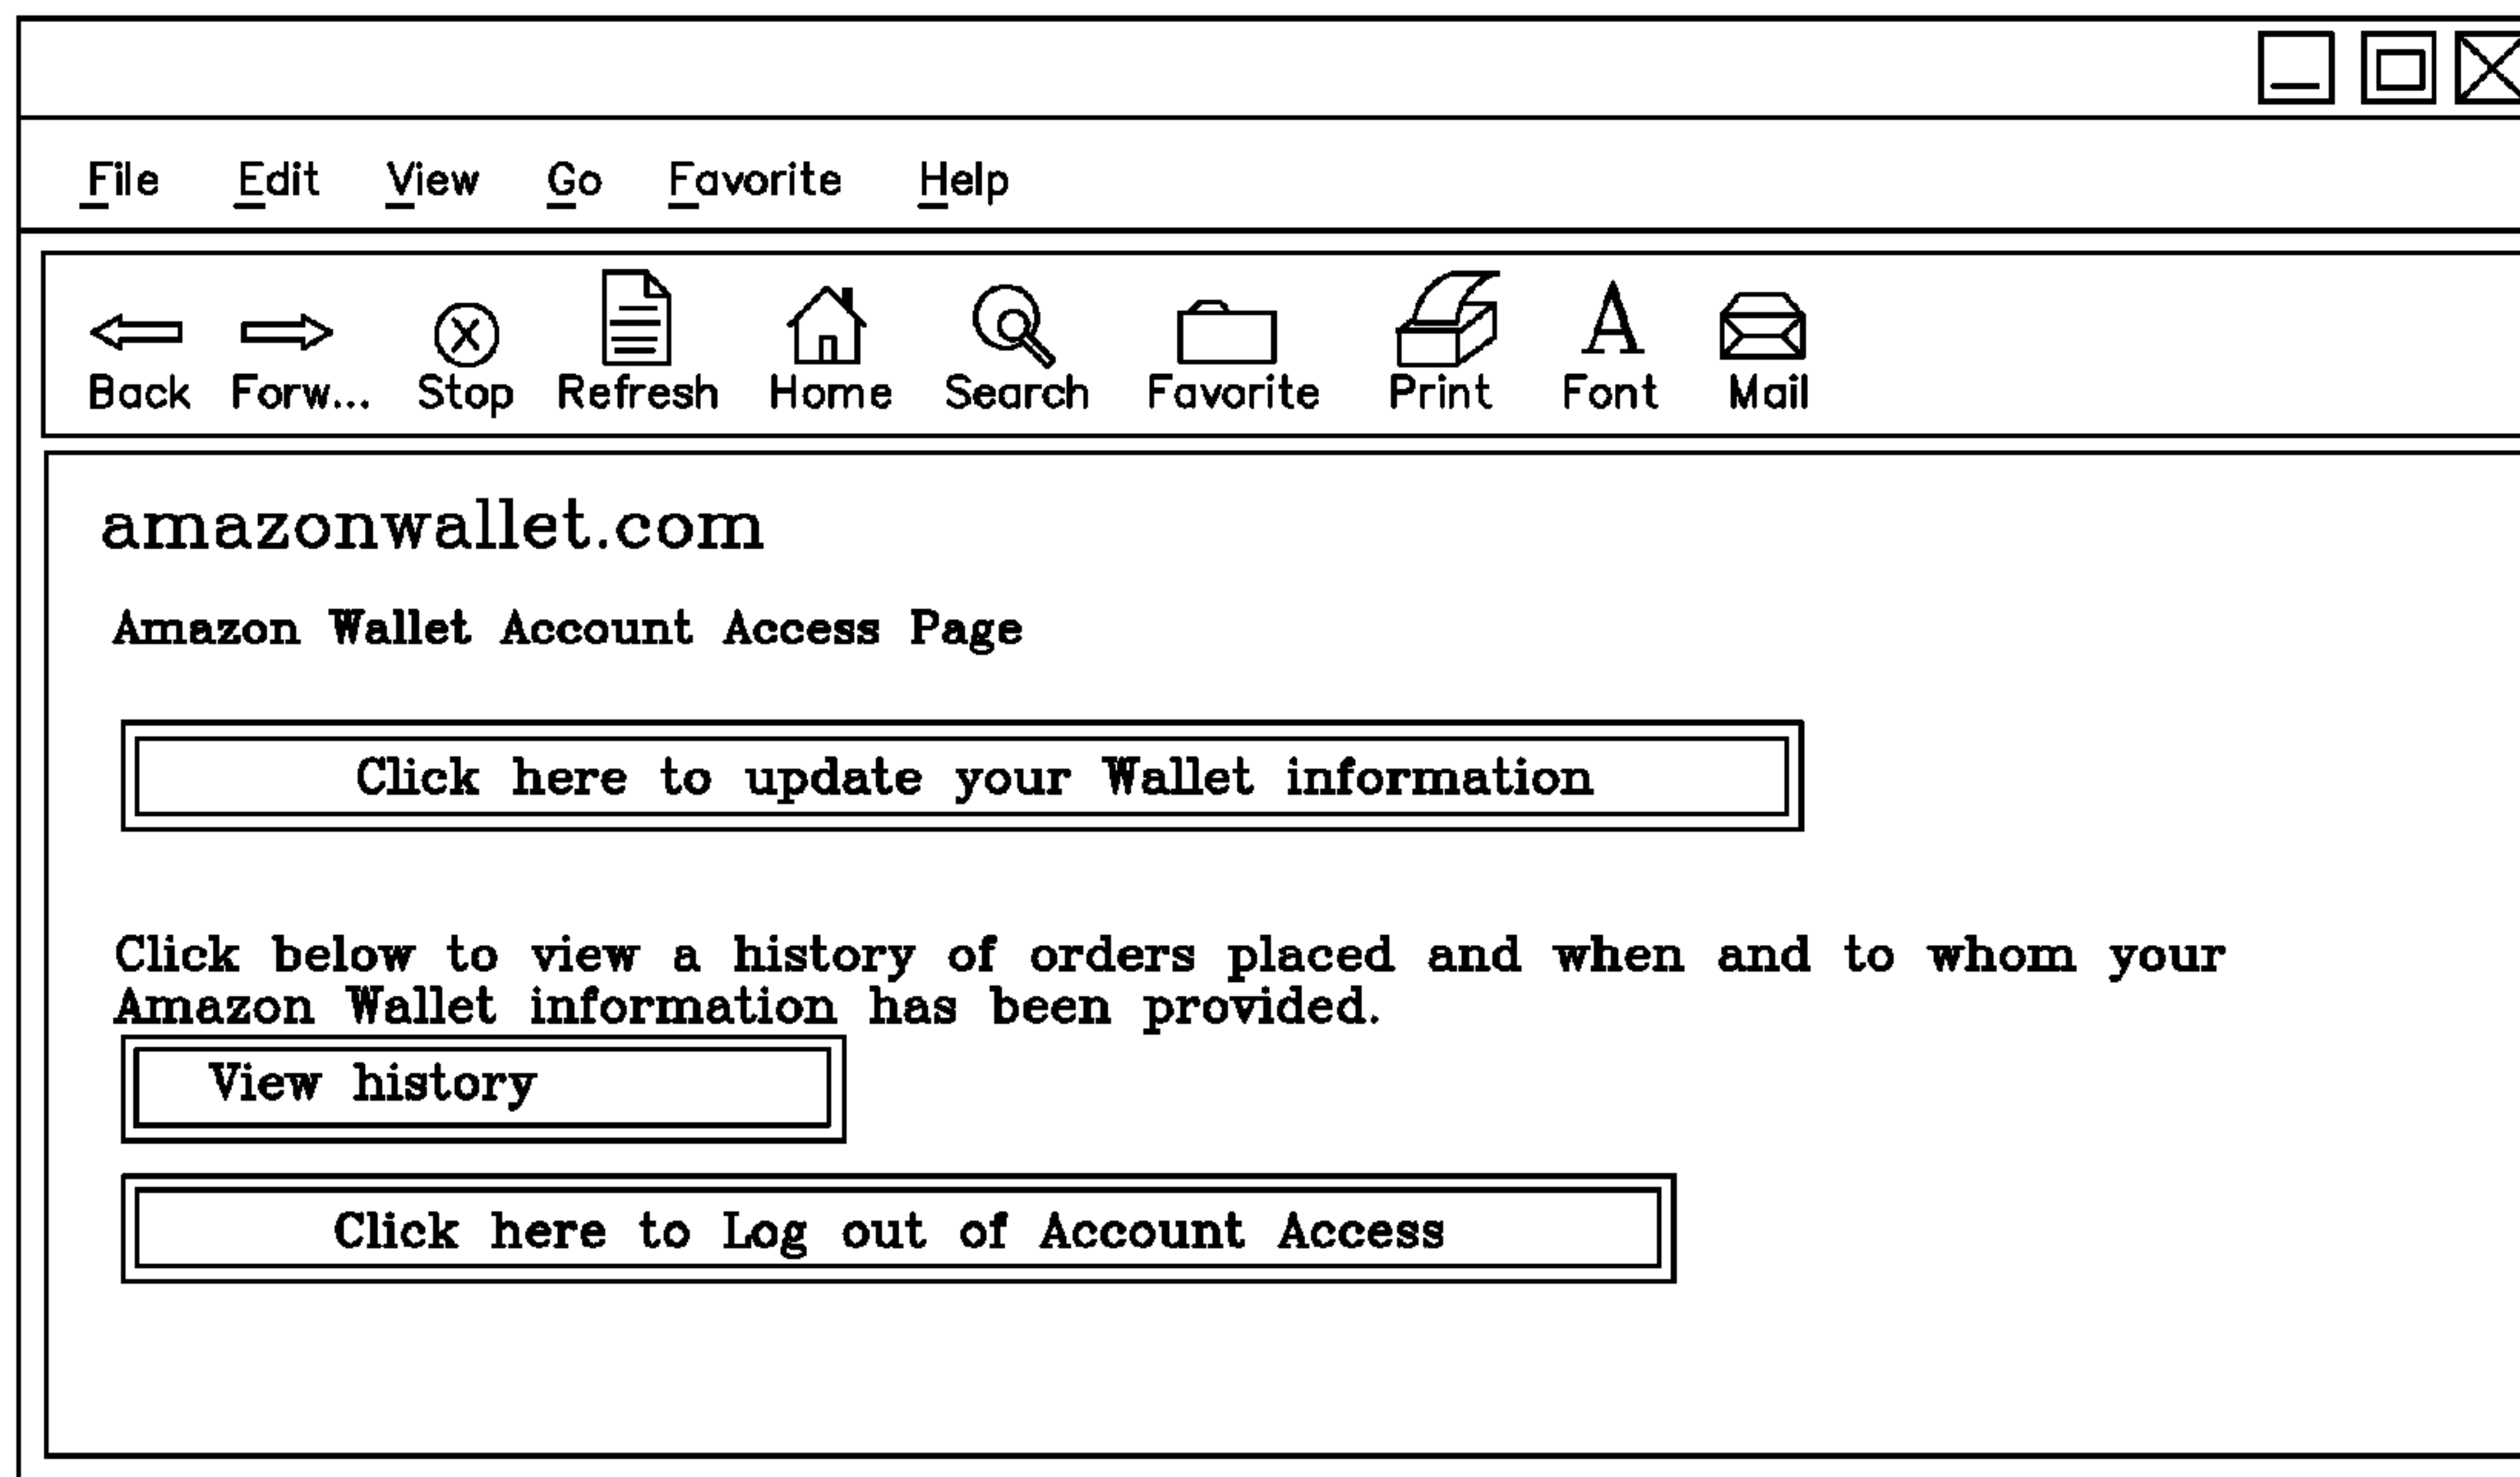 File Edit View Go Favorite Help
Back Forw... Stop Refresh Home Search Favorite Print Font Mail
amazonwallet.com
Amazon Wallet Account Access Page
Click here to update your Wallet information
Click below to view a history of orders placed and when and to whom your
Amazon Wallet information has been provided.
View history
Click here to Log out of Account Access